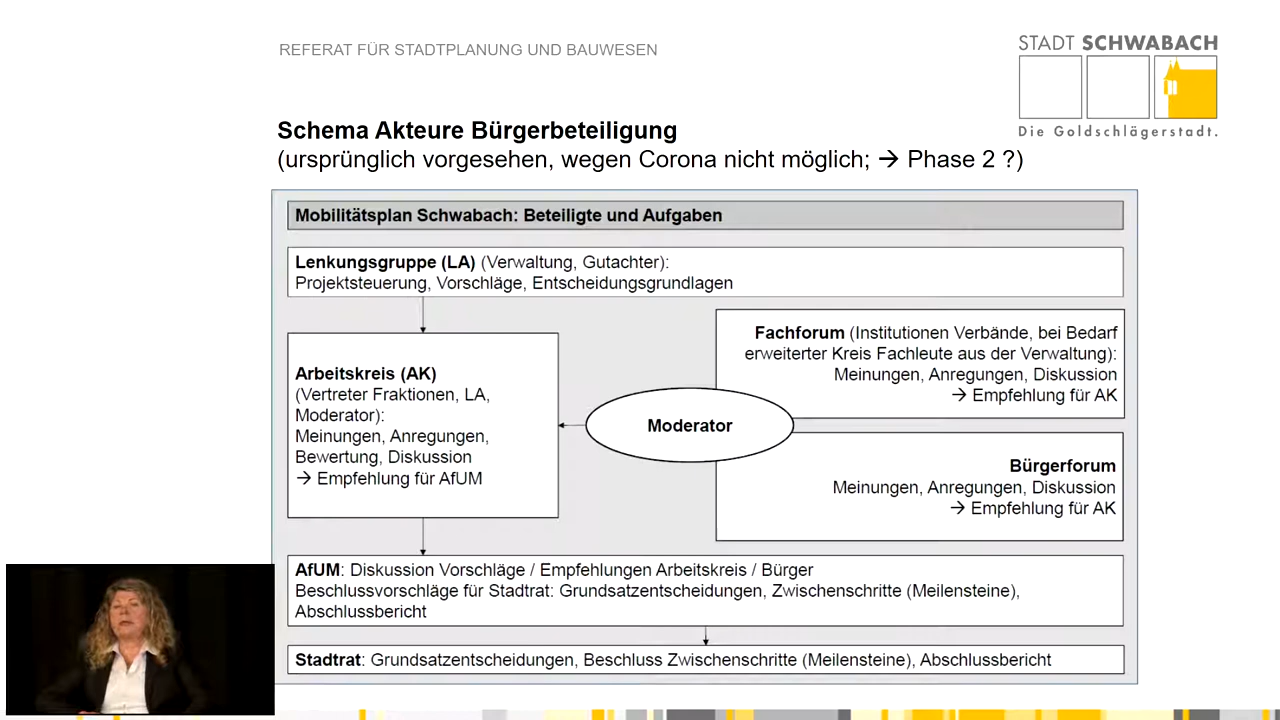 REFERAT FÜR STADTPLANUNG UND BAUWESEN
STADT SCHWABACH
Die Goldschlägerstadt.
Schema Akteure Bürgerbeteiligung
(ursprünglich vorgesehen, wegen Corona nicht möglich; → Phase 2 ?)
Mobilitätsplan Schwabach: Beteiligte und Aufgaben
Lenkungsgruppe (LA) (Verwaltung, Gutachter):
Projektsteuerung, Vorschläge, Entscheidungsgrundlagen
Fachforum (Institutionen Verbände, bei Bedarf
erweiterter Kreis Fachleute aus der Verwaltung):
Meinungen, Anregungen, Diskussion
→ Empfehlung für AK
Arbeitskreis (AK)
(Vertreter Fraktionen, LA,
Moderator):
Meinungen, Anregungen,
Bewertung, Diskussion
→ Empfehlung für AfUM
Moderator
Bürgerforum
Meinungen, Anregungen, Diskussion
→ Empfehlung für AK
AfUM: Diskussion Vorschläge / Empfehlungen Arbeitskreis / Bürger
Beschlussvorschläge für Stadtrat: Grundsatzentscheidungen, Zwischenschritte (Meilensteine),
Abschlussbericht
Stadtrat: Grundsatzentscheidungen, Beschluss Zwischenschritte (Meilensteine), Abschlussbericht